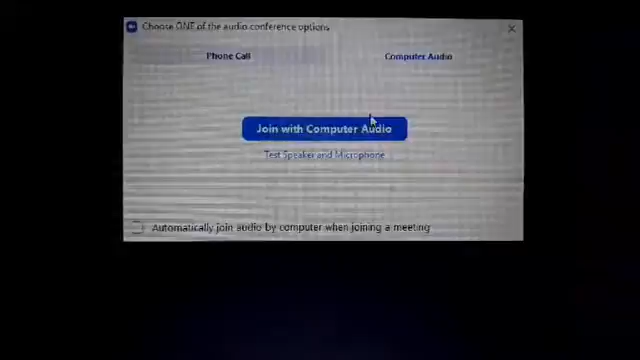 Choose ONE of the audio conference options
Phone Call
Computer Audio
Join with Computer Audio
Test Speaker and Microphone
Automatically join audio by computer when joining a meeting